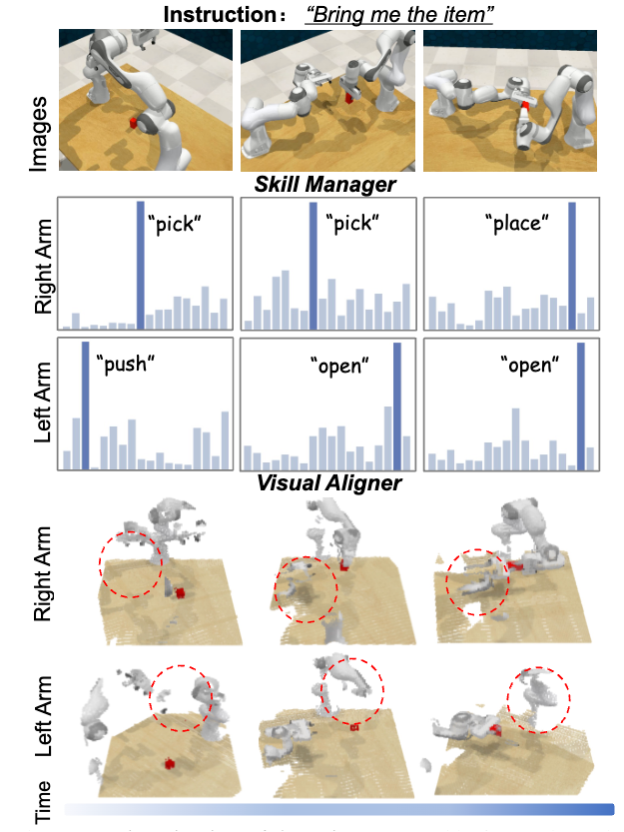 Instruction： “Bring me the item”
Images
Skill Manager
Right Arm
“pick”
“pick”
“place”
Left Arm
“push”
“open”
“open”
Visual Aligner
Right Arm
Left Arm
Time